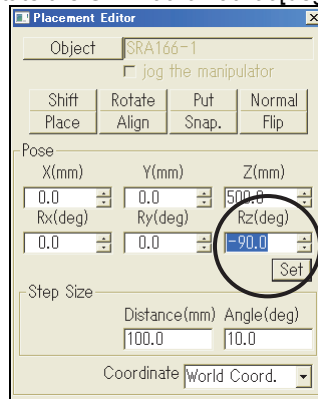 Placement Editor
Object SRA166-1
jog the manipulator
Shift Rotate Put Normal
Place Align Snap. Flip
Pose
X(mm) Y(mm) Z(mm)
0.0 0.0 500.0
Rx(deg) Ry(deg) Rz(deg)
0.0 0.0 -90.0
Set
Step Size
Distance(mm) Angle(deg)
100.0 10.0
Coordinate World Coord.